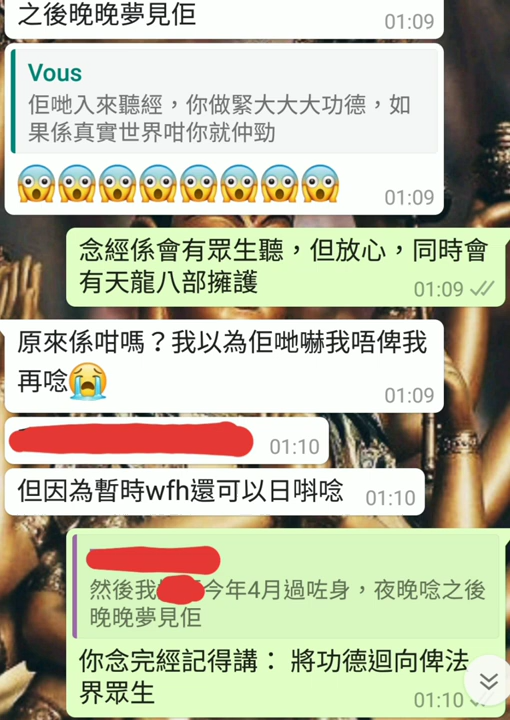 之後晚晚夢見佢
01:09
Vous
佢哋入來聽經，你做緊大大大功德，如
果係真實世界咁你就仲勁
😱😱😱😱😱😱😱😱
01:09
念經係會有眾生聽，但放心，同時會
有天龍八部擁護
01:09
原來係咁嗎？我以為佢哋嚇我唔俾我
再唸😭
01:09
01:10
但因為暫時wfh還可以日唞唸
01:10
然後我 今年4月過咗身，夜晚唸之後
晚晚夢見佢
你念完經記得講： 將功德迴向俾法
界眾生
01:10